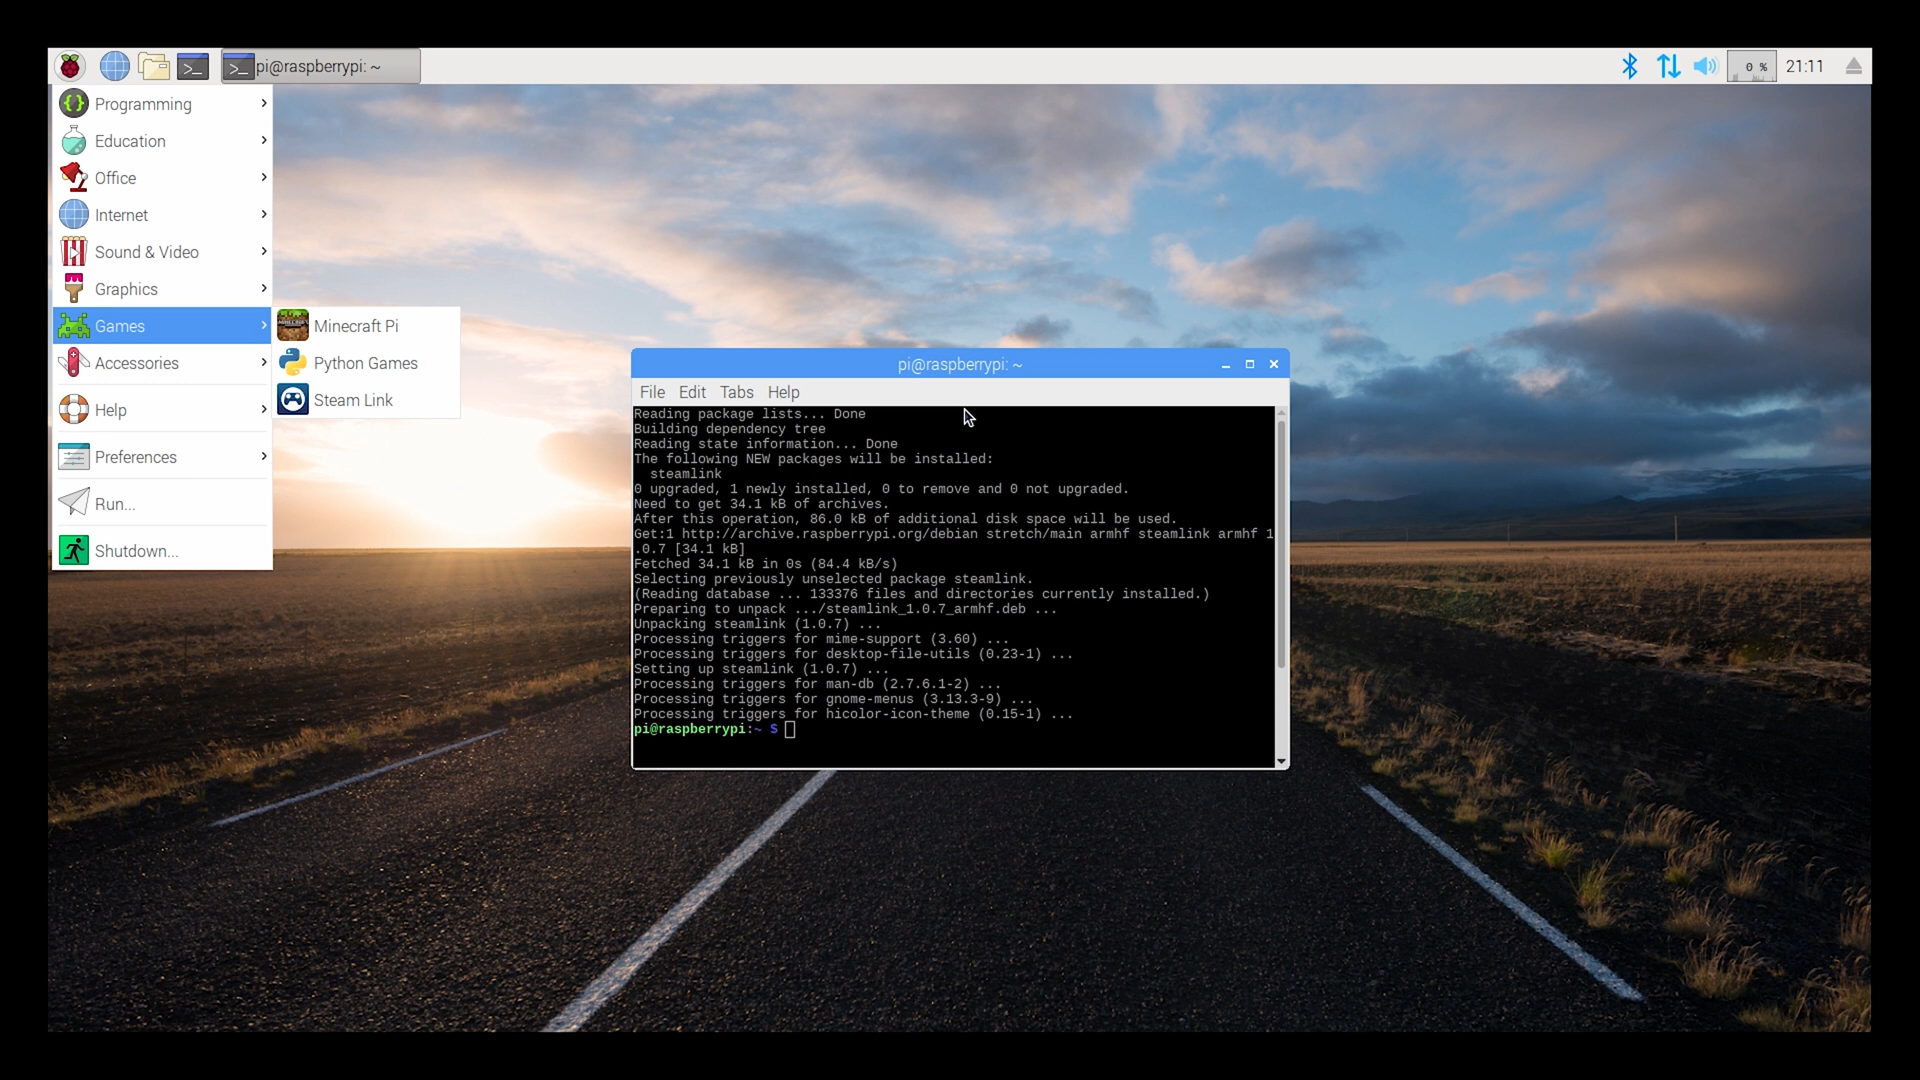 pi@raspberrypi: ~
0 %
21:11
Programming
Education
Office
Internet
Sound & Video
Graphics
Games
Accessories
Help
Preferences
Run...
Shutdown...
Minecraft Pi
Python Games
Steam Link
pi@raspberrypi: ~
File Edit Tabs Help
Reading package lists... Done
Building dependency tree
Reading state information... Done
The following NEW packages will be installed:
  steamlink
0 upgraded, 1 newly installed, 0 to remove and 0 not upgraded.
Need to get 34.1 kB of archives.
After this operation, 86.0 kB of additional disk space will be used.
Get:1 http://archive.raspberrypi.org/debian stretch/main armhf steamlink armhf 1
.0.7 [34.1 kB]
Fetched 34.1 kB in 0s (84.4 kB/s)
Selecting previously unselected package steamlink.
(Reading database ... 133376 files and directories currently installed.)
Preparing to unpack .../steamlink_1.0.7_armhf.deb ...
Unpacking steamlink (1.0.7) ...
Processing triggers for mime-support (3.60) ...
Processing triggers for desktop-file-utils (0.23-1) ...
Setting up steamlink (1.0.7) ...
Processing triggers for man-db (2.7.6.1-2) ...
Processing triggers for gnome-menus (3.13.3-9) ...
Processing triggers for hicolor-icon-theme (0.15-1) ...
pi@raspberrypi:~ $